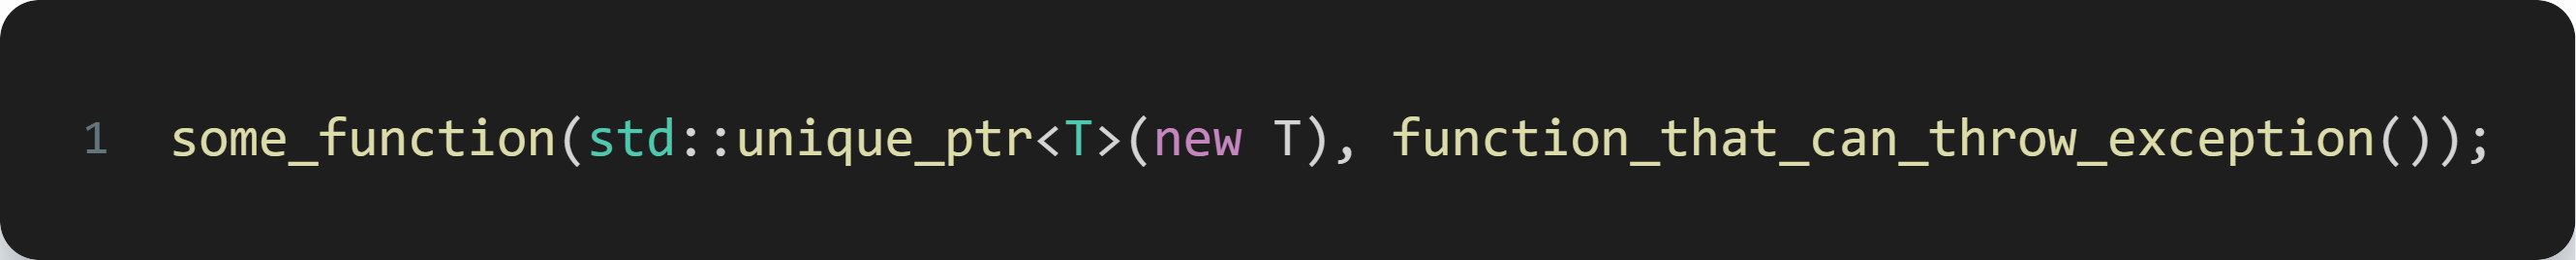 1 some_function(std::unique_ptr<T>(new T), function_that_can_throw_exception());